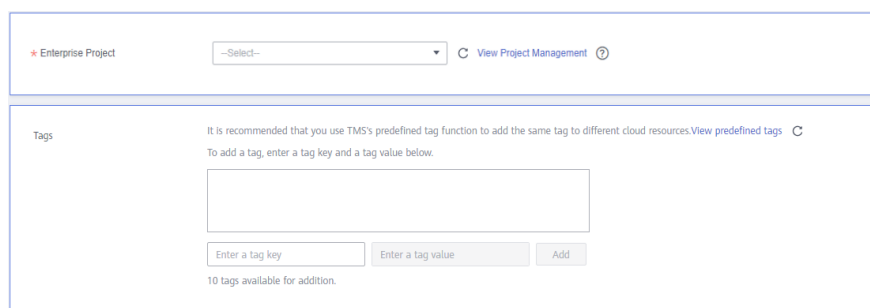 * Enterprise Project --Select-- View Project Management ?
Tags It is recommended that you use TMS's predefined tag function to add the same tag to different cloud resources.View predefined tags
To add a tag, enter a tag key and a tag value below.
Enter a tag key Enter a tag value Add
10 tags available for addition.